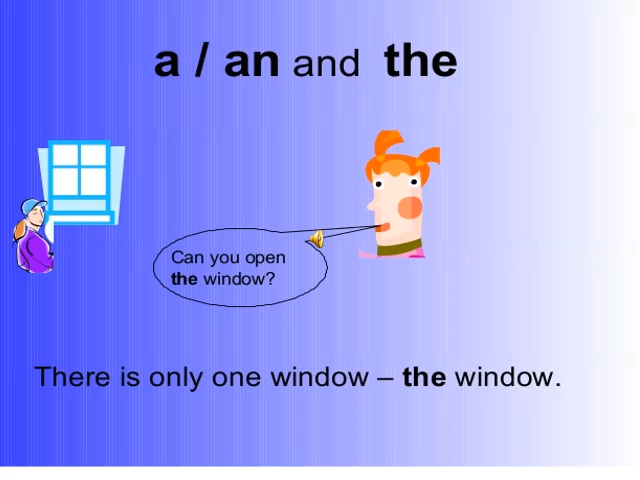 a / an and the
Can you open
the window?
There is only one window – the window.